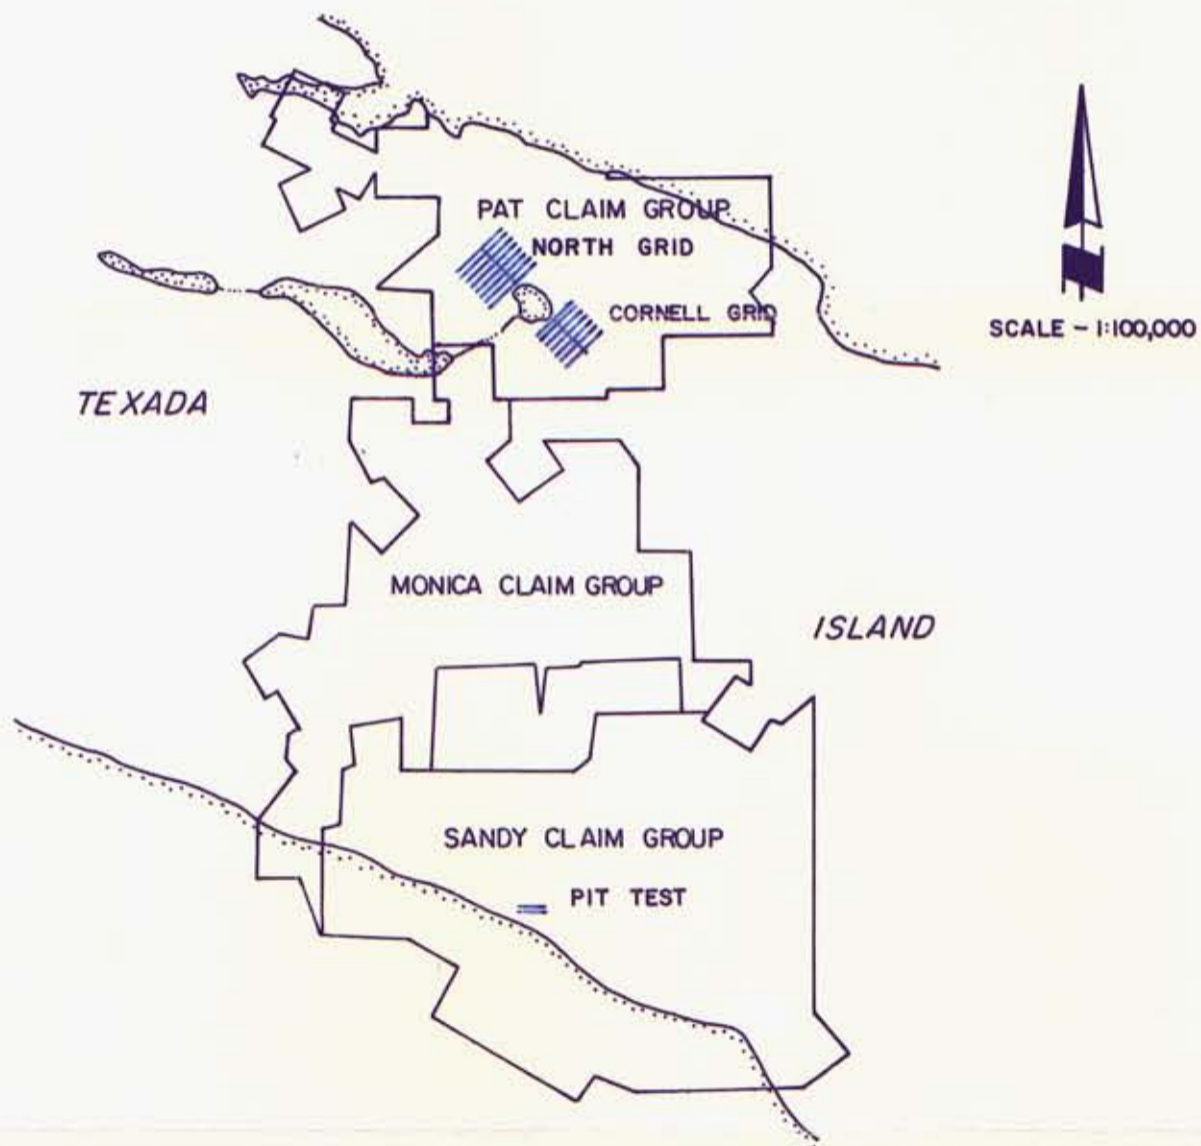 PAT CLAIM GROUP
NORTH GRID
CORNELL GRID
SCALE - 1:100,000
TEXADA
MONICA CLAIM GROUP
ISLAND
SANDY CLAIM GROUP
PIT TEST